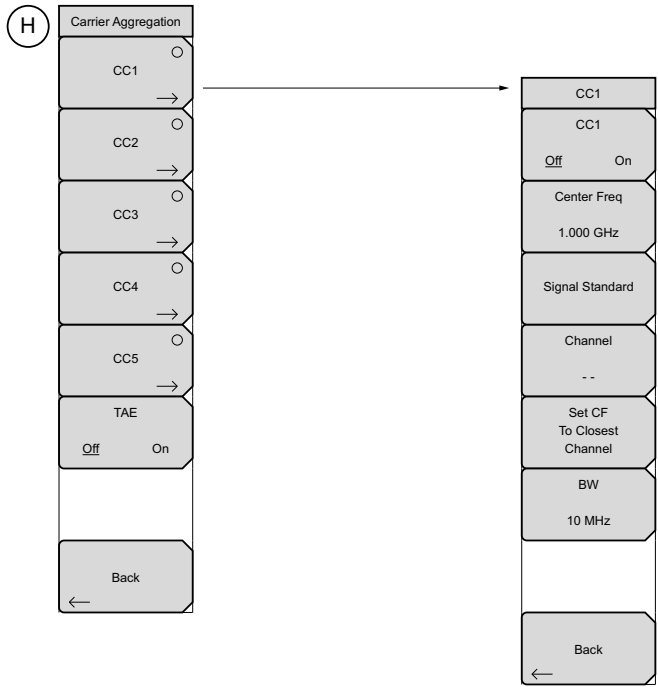 H
Carrier Aggregation
CC1
CC2
CC3
CC4
CC5
TAE
Off On
Back
CC1
CC1
Off On
Center Freq
1.000 GHz
Signal Standard
Channel
- -
Set CF
To Closest
Channel
BW
10 MHz
Back